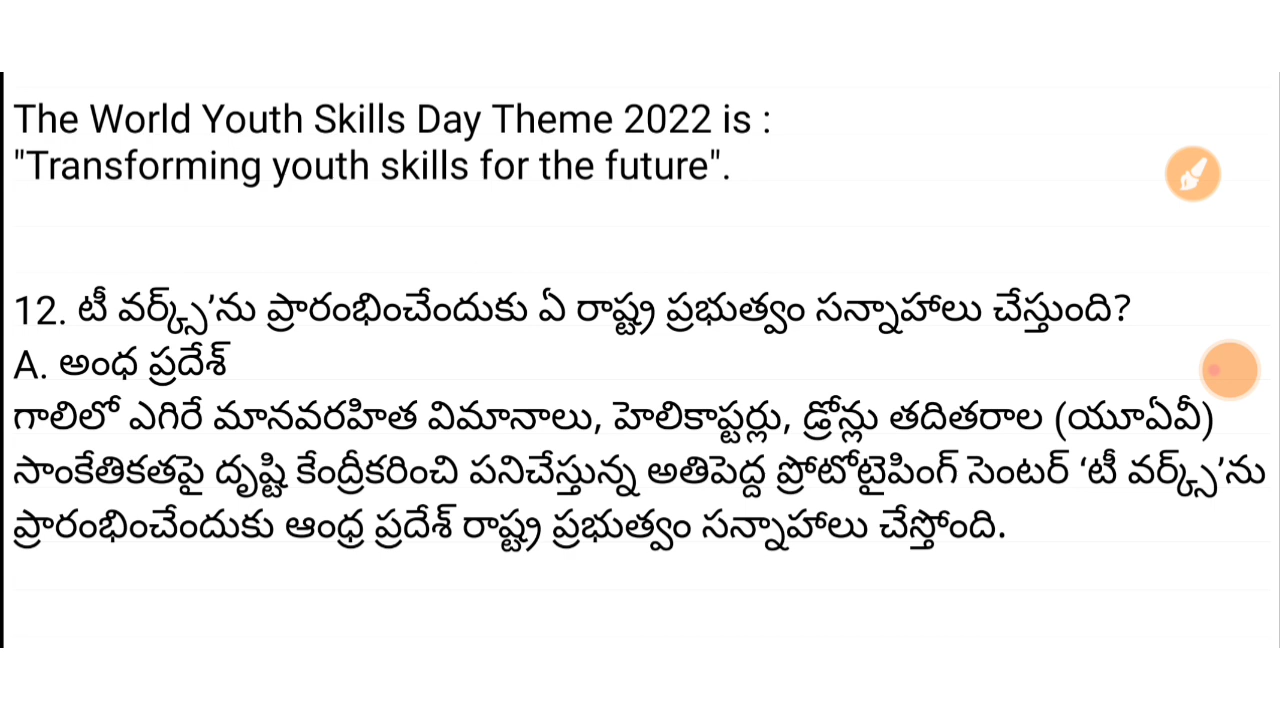 The World Youth Skills Day Theme 2022 is :
"Transforming youth skills for the future".
12. టీ వర్క్స్'ను ప్రారంభించేందుకు ఏ రాష్ట్ర ప్రభుత్వం సన్నాహాలు చేస్తుంది?
A. అంధ ప్రదేశ్
గాలిలో ఎగిరే మానవరహిత విమానాలు, హెలికాప్టర్లు, డ్రోన్లు తదితరాల (యూఏవీ)
సాంకేతికతపై దృష్టి కేంద్రీకరించి పనిచేస్తున్న అతిపెద్ద ప్రోటోటైపింగ్ సెంటర్ ‘టీ వర్క్స్’ను
ప్రారంభించేందుకు ఆంధ్ర ప్రదేశ్ రాష్ట్ర ప్రభుత్వం సన్నాహాలు చేస్తోంది.